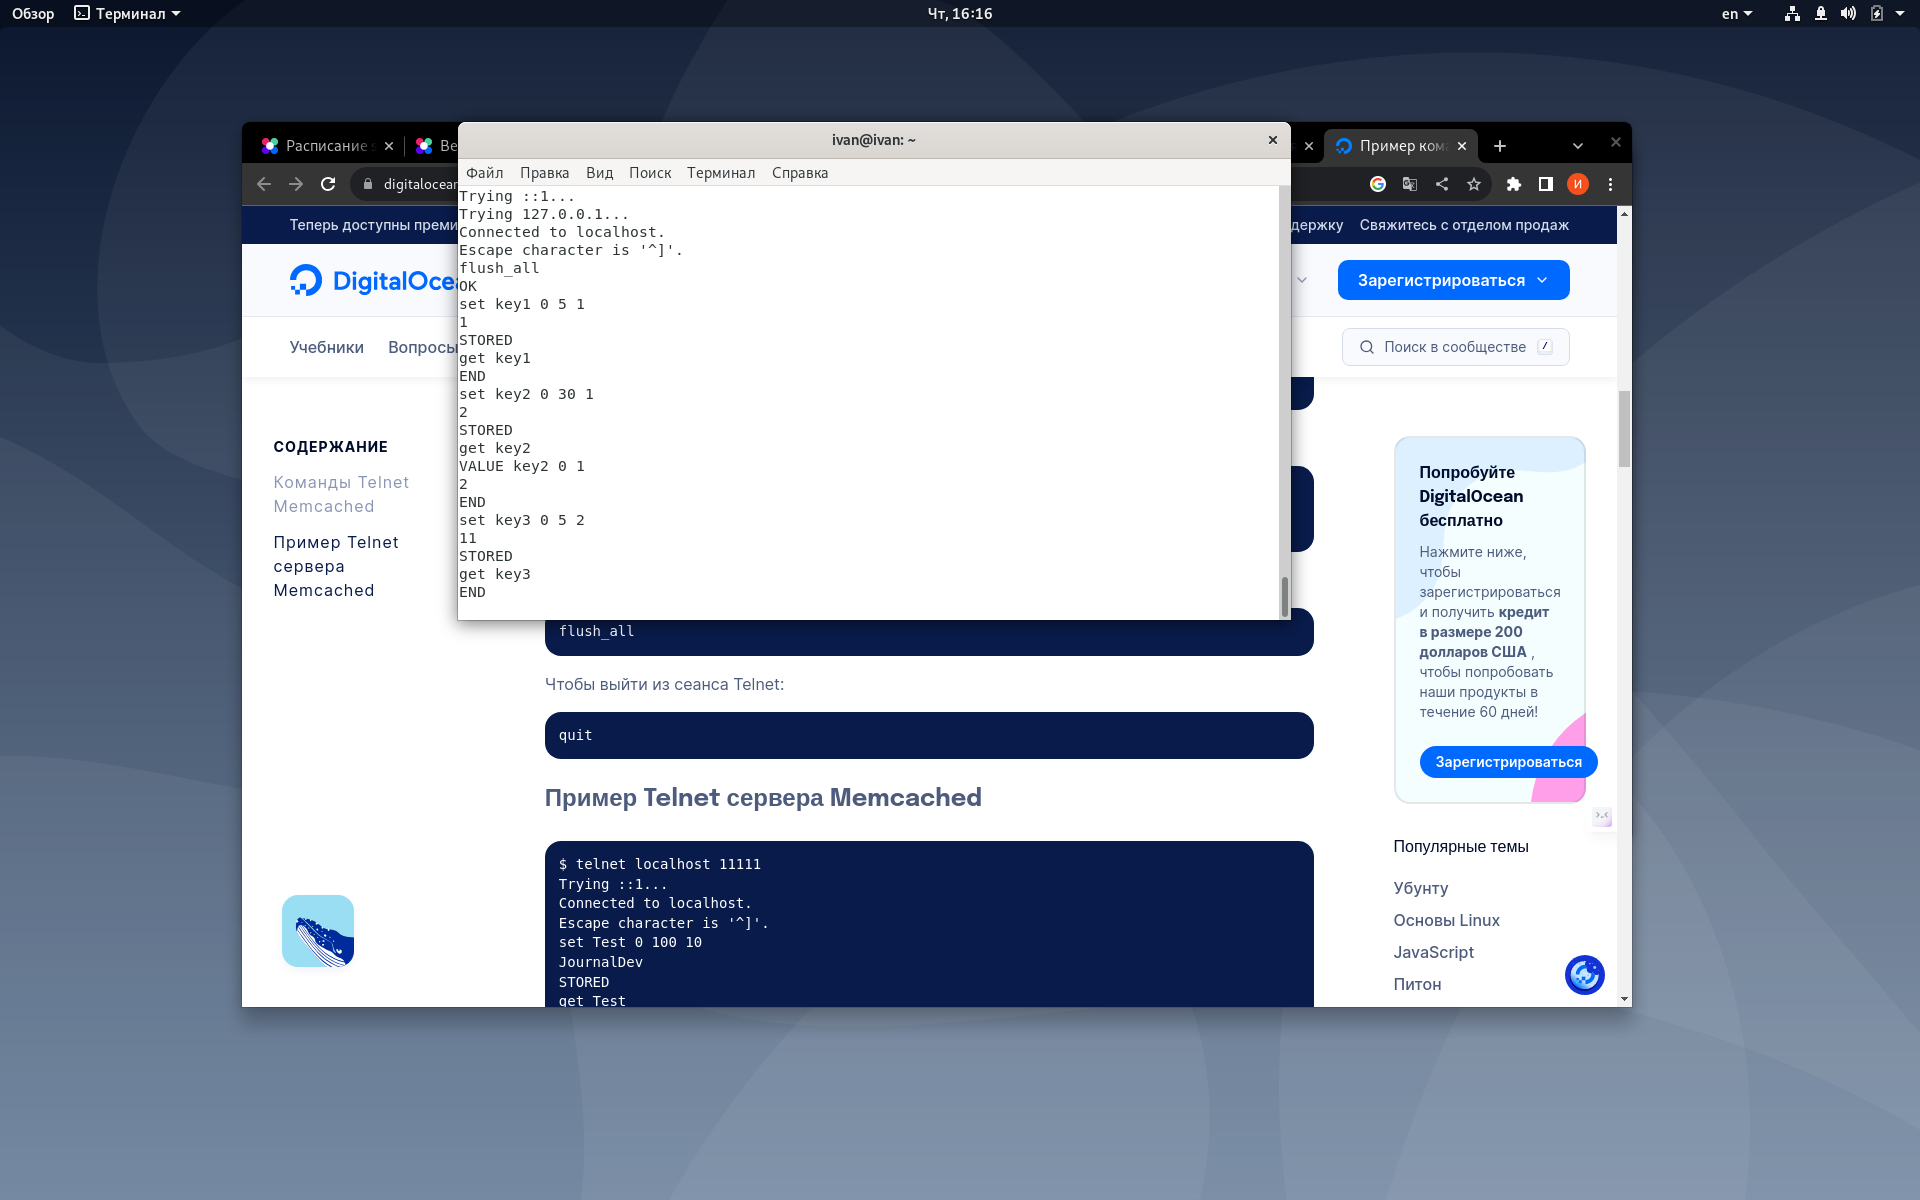 Обзор
Терминал
Чт, 16:16
en
Расписание
Ве
Пример ком
И
digitalocean
Теперь доступны преми
держку
Свяжитесь с отделом продаж
DigitalOcea
Зарегистрироваться
Учебники
Вопросы
Поиск в сообществе
/
ivan@ivan: ~
Файл Правка Вид Поиск Терминал Справка
Trying ::1...
Trying 127.0.0.1...
Connected to localhost.
Escape character is '^]'.
flush_all
OK
set key1 0 5 1
1
STORED
get key1
END
set key2 0 30 1
2
STORED
get key2
VALUE key2 0 1
2
END
set key3 0 5 2
11
STORED
get key3
END
СОДЕРЖАНИЕ
Команды Telnet
Memcached
Пример Telnet
сервера
Memcached
flush_all
Чтобы выйти из сеанса Telnet:
quit
Пример Telnet сервера Memcached
$ telnet localhost 11111
Trying ::1...
Connected to localhost.
Escape character is '^]'.
set Test 0 100 10
JournalDev
STORED
get Test
Попробуйте
DigitalOcean
бесплатно
Нажмите ниже,
чтобы
зарегистрироваться
и получить кредит
в размере 200
долларов США ,
чтобы попробовать
наши продукты в
течение 60 дней!
Зарегистрироваться
Популярные темы
Убунту
Основы Linux
JavaScript
Питон